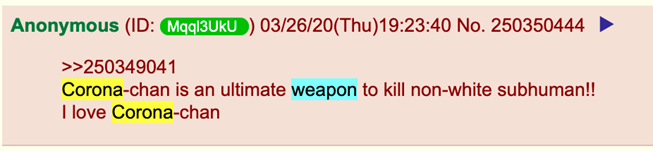 Anonymous (ID: Mqql3UkU) 03/26/20(Thu)19:23:40 No. 250350444
>>250349041
Corona-chan is an ultimate weapon to kill non-white subhuman!!
I love Corona-chan